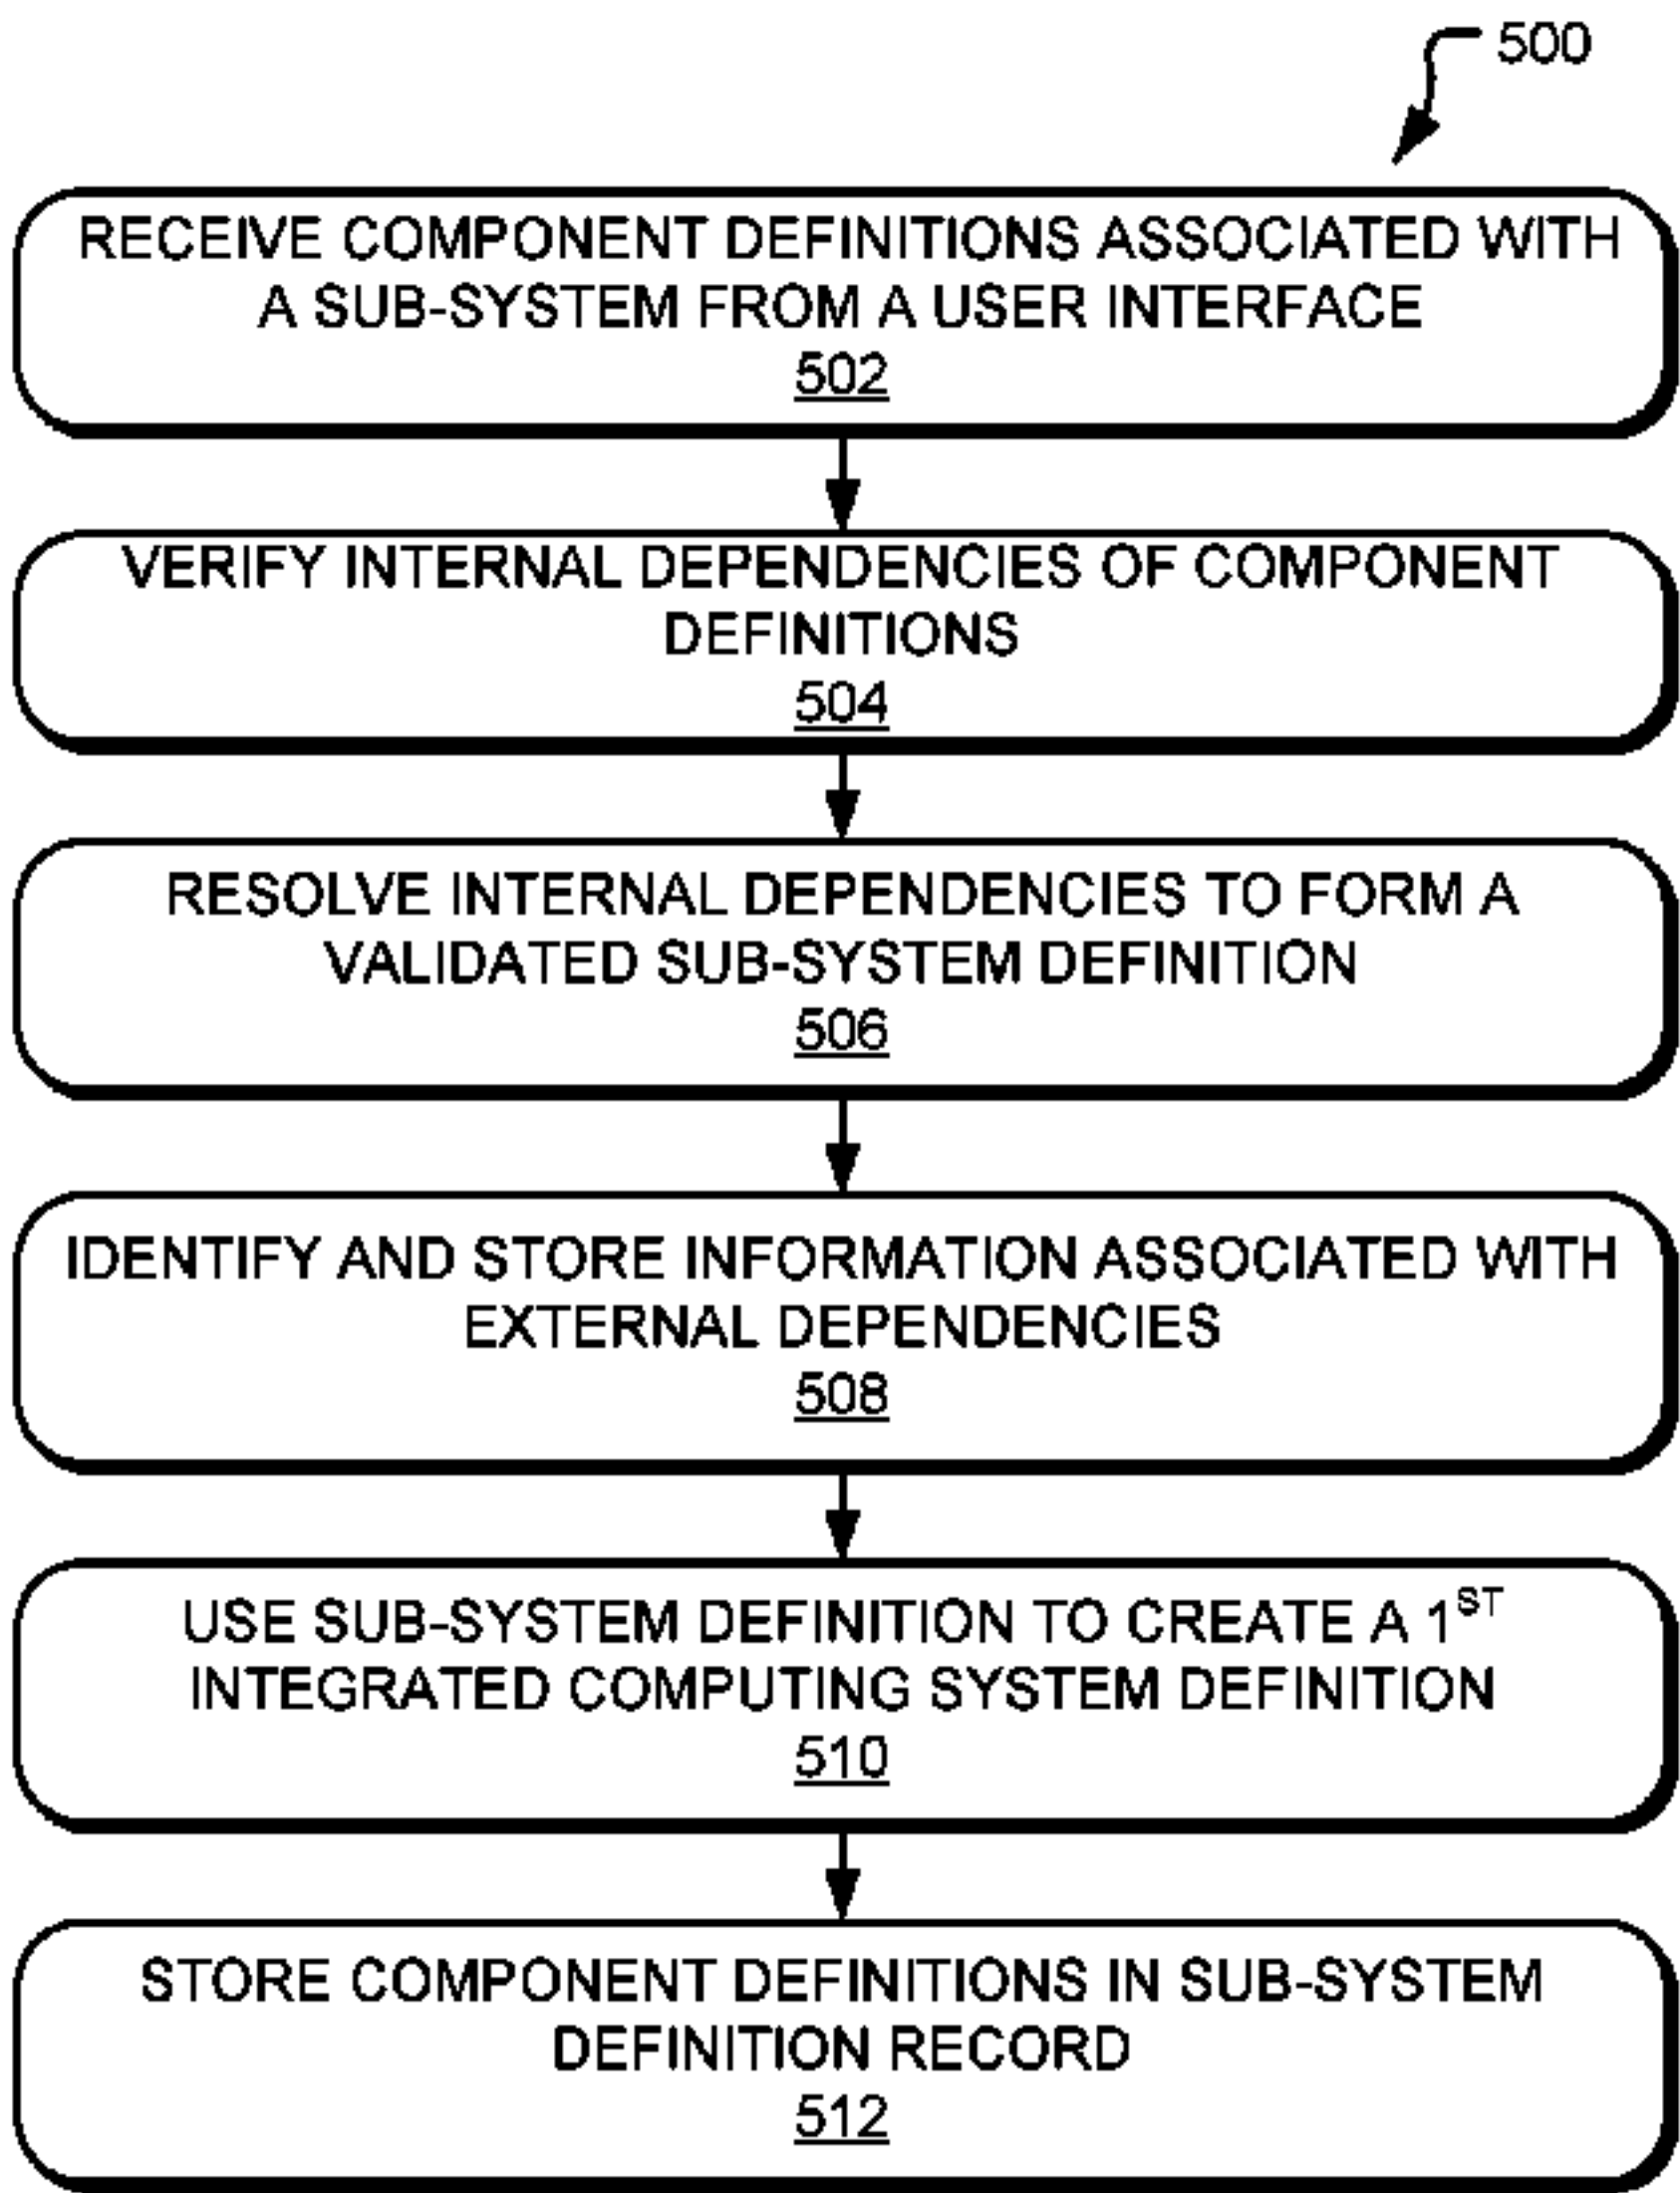 500
RECEIVE COMPONENT DEFINITIONS ASSOCIATED WITH
A SUB-SYSTEM FROM A USER INTERFACE
502
VERIFY INTERNAL DEPENDENCIES OF COMPONENT
DEFINITIONS
504
RESOLVE INTERNAL DEPENDENCIES TO FORM A
VALIDATED SUB-SYSTEM DEFINITION
506
IDENTIFY AND STORE INFORMATION ASSOCIATED WITH
EXTERNAL DEPENDENCIES
508
USE SUB-SYSTEM DEFINITION TO CREATE A 1ST
INTEGRATED COMPUTING SYSTEM DEFINITION
510
STORE COMPONENT DEFINITIONS IN SUB-SYSTEM
DEFINITION RECORD
512